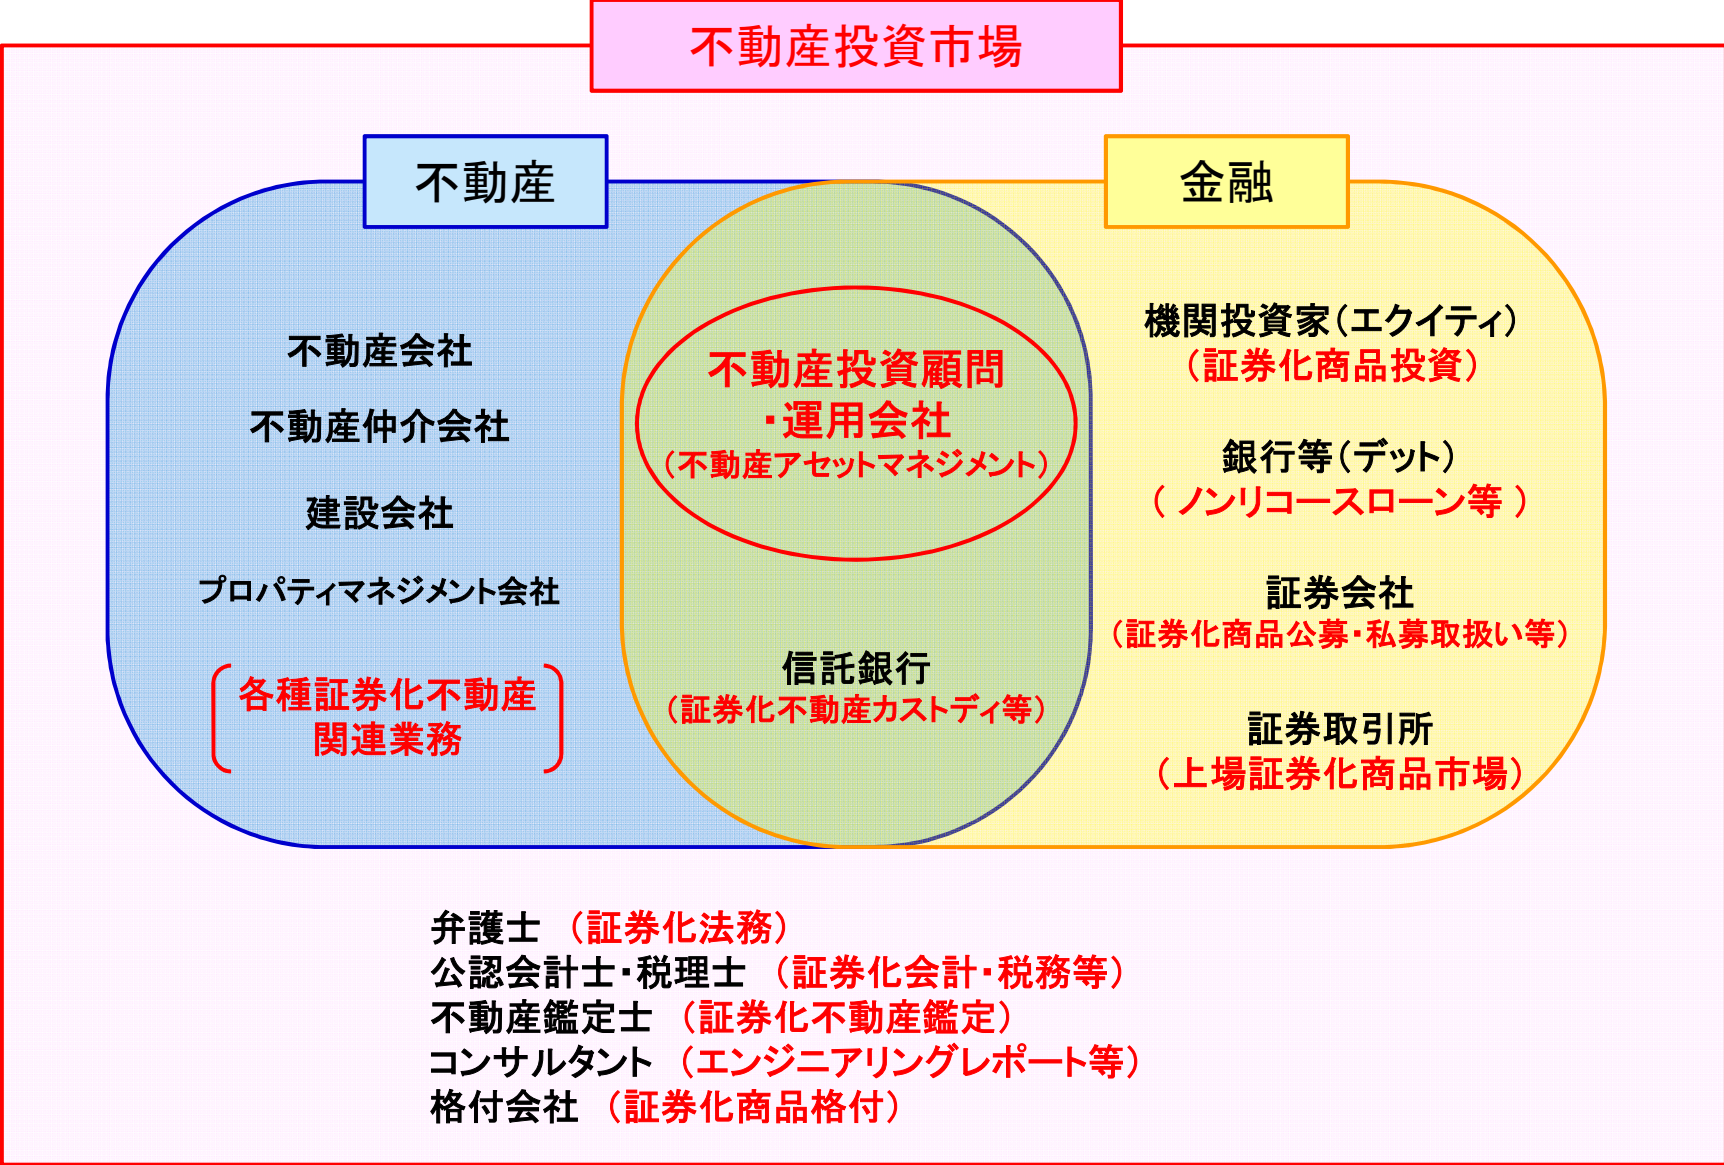 不動産投資市場
不動産
金融
不動産会社
不動産仲介会社
建設会社
プロパティマネジメント会社
各種証券化不動産
関連業務
不動産投資顧問
・運用会社
（不動産アセットマネジメント）
信託銀行
（証券化不動産カストディ等）
機関投資家（エクイティ）
（証券化商品投資）
銀行等（デット）
（ ノンリコースローン等 ）
証券会社
（証券化商品公募・私募取扱い等）
証券取引所
（上場証券化商品市場）
弁護士 （証券化法務）
公認会計士・税理士 （証券化会計・税務等）
不動産鑑定士 （証券化不動産鑑定）
コンサルタント （エンジニアリングレポート等）
格付会社 （証券化商品格付）